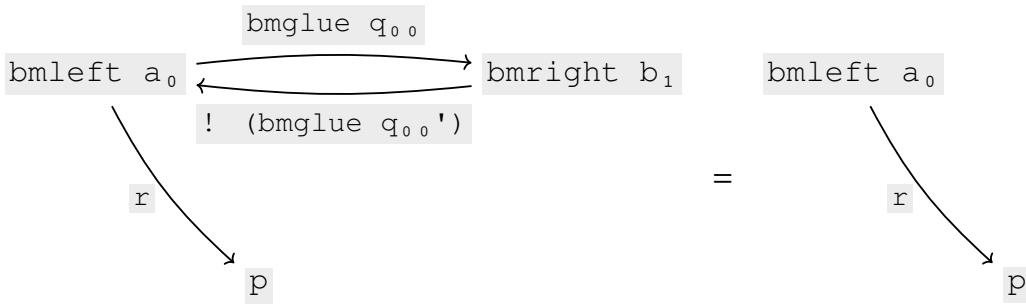 bmglue q₀₀
bmleft a₀ bmright b₁ bmleft a₀
! (bmglue q₀₀')
=
r r
p p